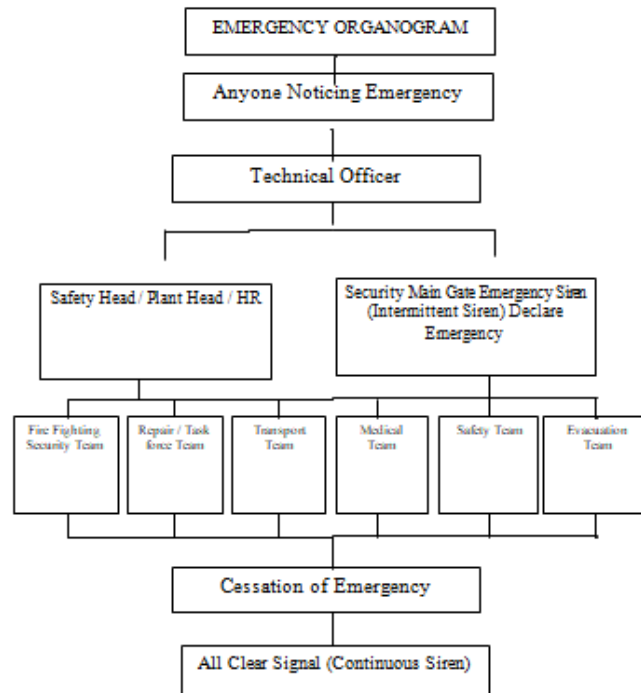 EMERGENCY ORGANOGRAM
Anyone Noticing Emergency
Technical Officer
Safety Head / Plant Head / HR
Security Main Gate Emergency Siren
(Intermittent Siren) Declare
Emergency
Fire Fighting
Security Team
Repair / Task
force Team
Transport
Team
Medical
Team
Safety Team
Evacuation
Team
Cessation of Emergency
All Clear Signal (Continuous Siren)